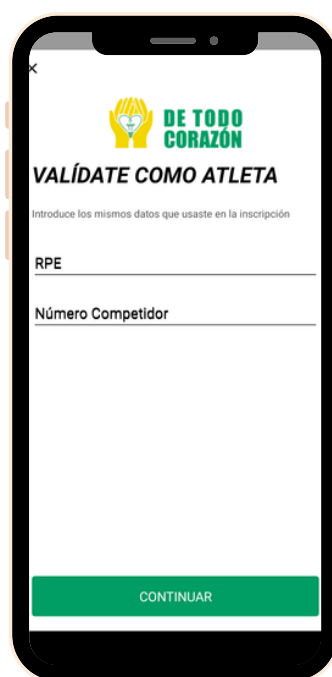 ×
DE TODO
CORAZÓN
VALÍDATE COMO ATLETA
Introduce los mismos datos que usaste en la inscripción
RPE
Número Competidor
CONTINUAR